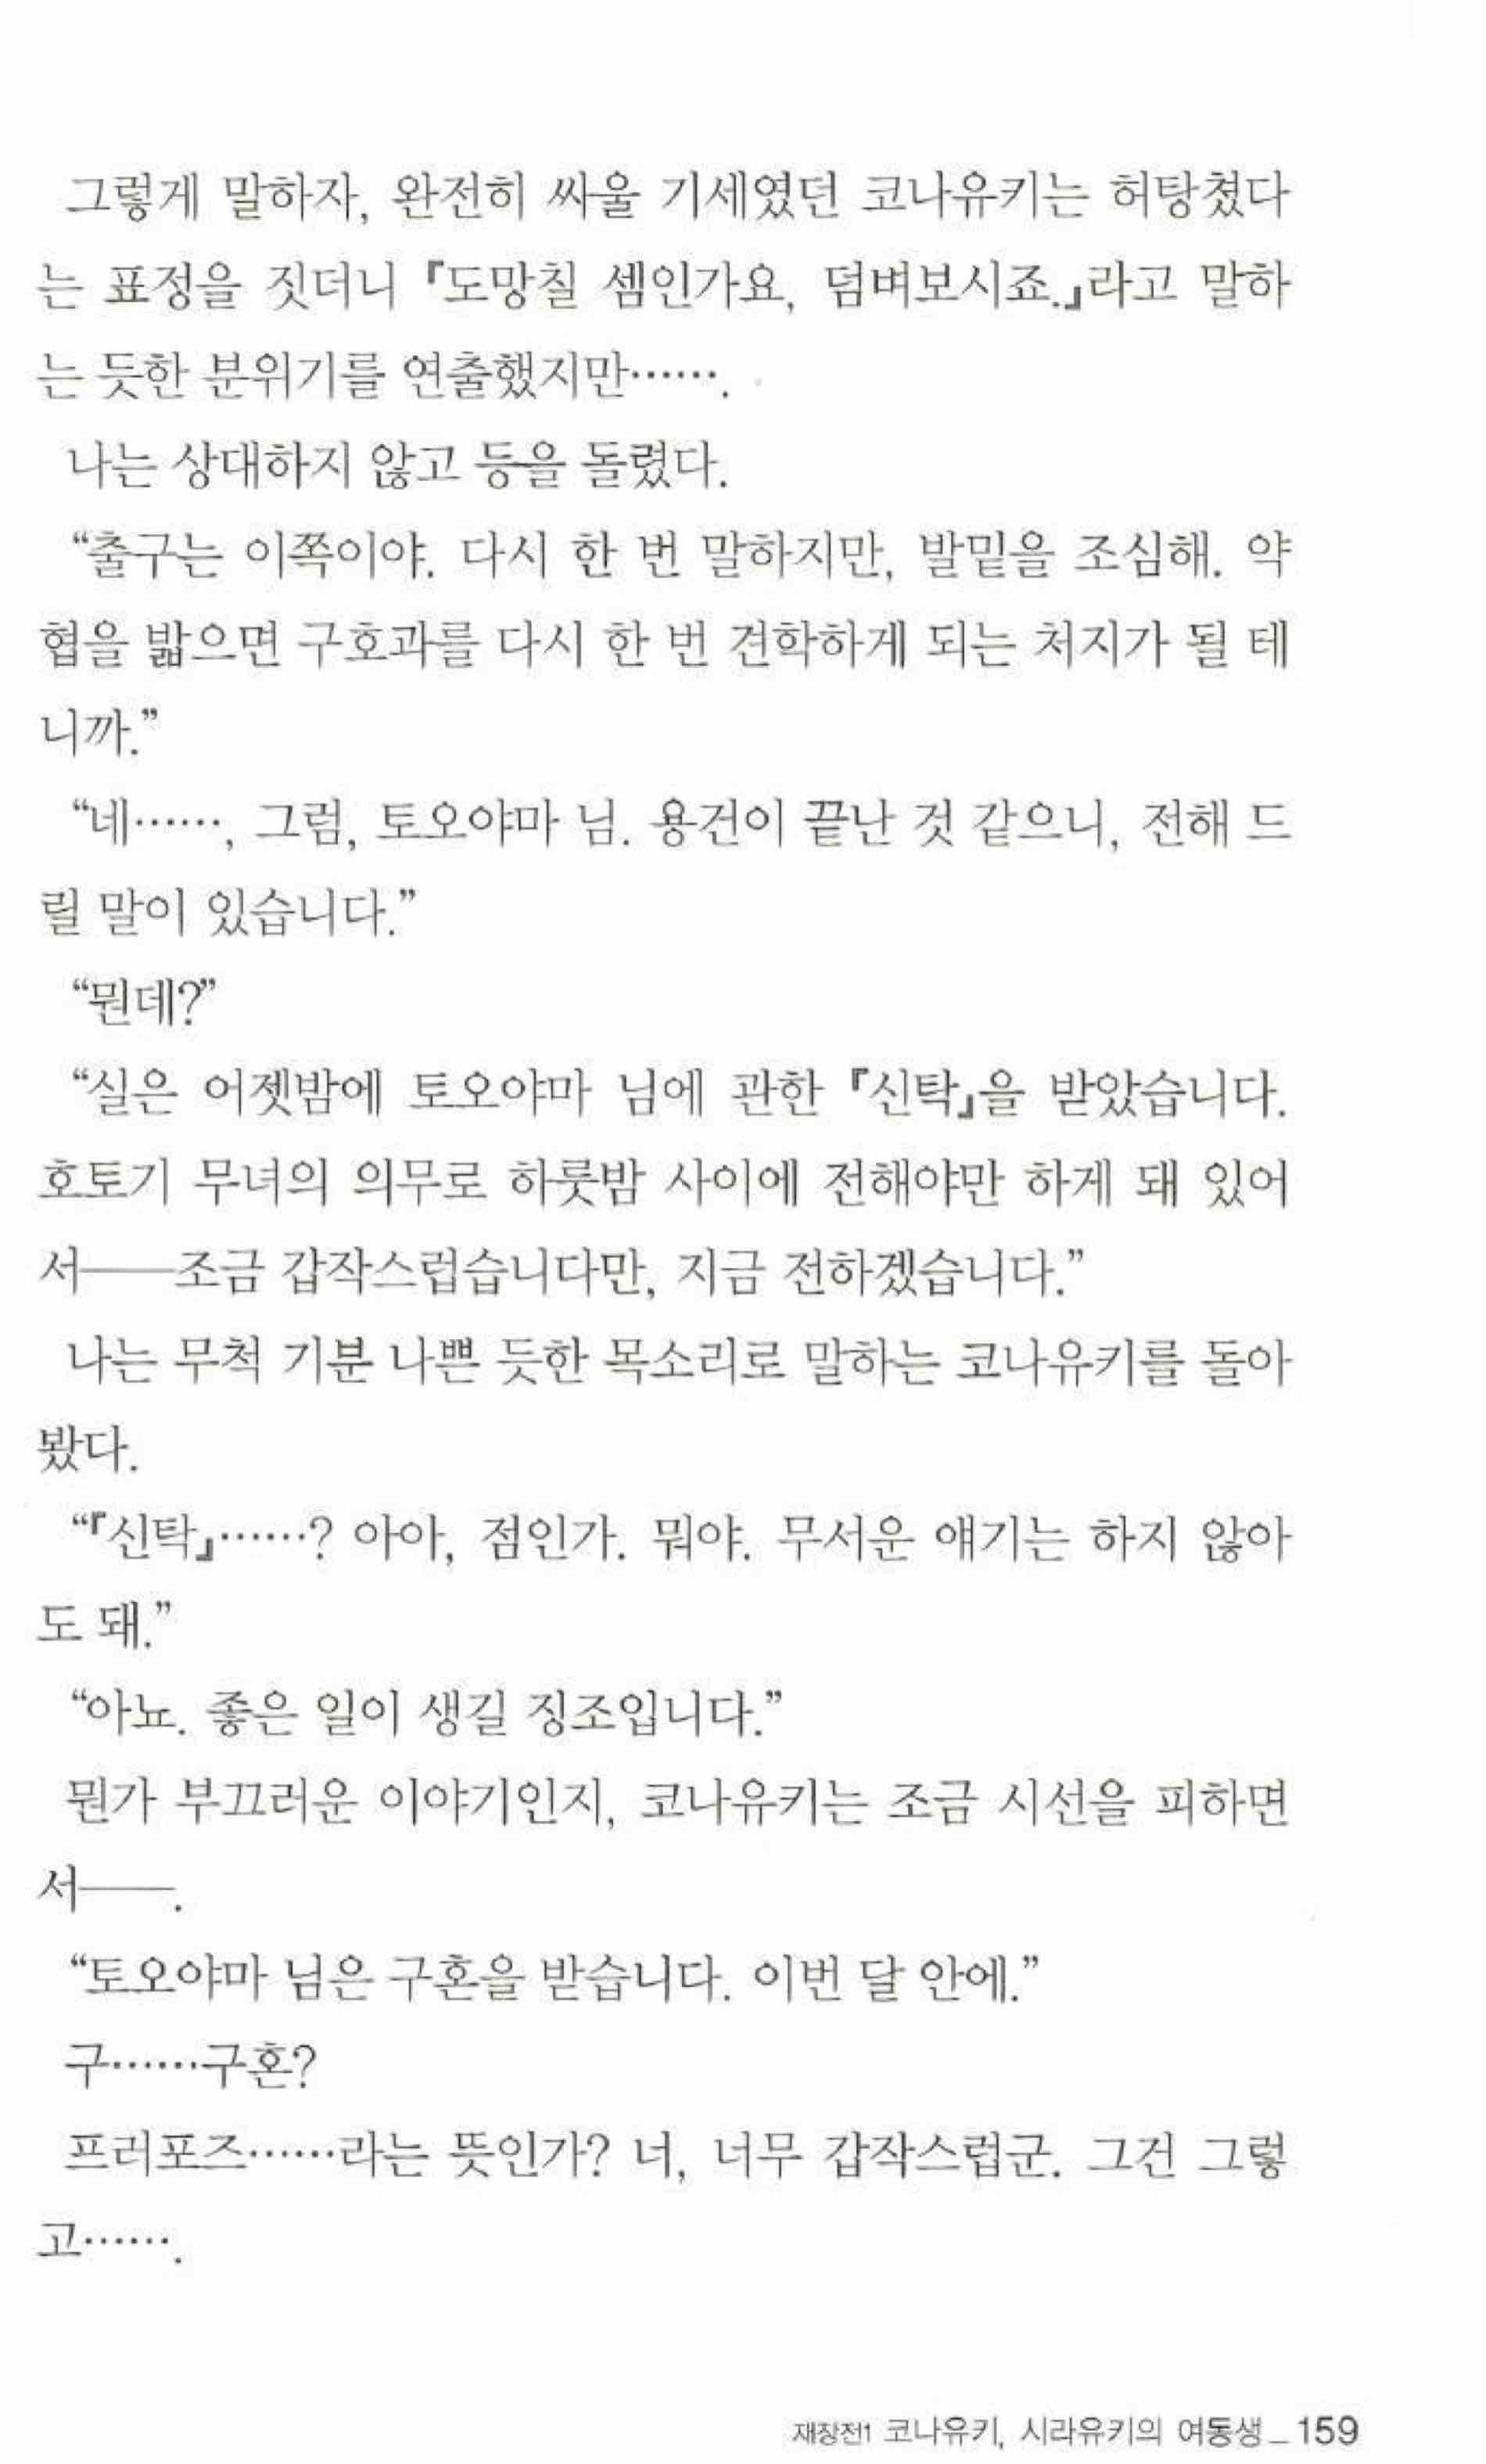 그렇게 말하자, 완전히 싸울 기세였던 코나유키는 허탕쳤다
는 표정을 짓더니 『도망칠 셈인가요, 덤벼보시죠.』라고 말하
는 듯한 분위기를 연출했지만…….
나는 상대하지 않고 등을 돌렸다.
“출구는 이쪽이야. 다시 한 번 말하지만, 발밑을 조심해. 약
협을 밟으면 구호과를 다시 한 번 견학하게 되는 처지가 될 테
니까.”
“네……, 그럼, 토오야마 님. 용건이 끝난 것 같으니, 전해 드
릴 말이 있습니다.”
“뭔데?”
“실은 어젯밤에 토오야마 님에 관한 『신탁』을 받았습니다.
호토기 무녀의 의무로 하룻밤 사이에 전해야만 하게 돼 있어
서──조금 갑작스럽습니다만, 지금 전하겠습니다.”
나는 무척 기분 나쁜 듯한 목소리로 말하는 코나유키를 돌아
봤다.
“『신탁』……? 아아, 점인가. 뭐야. 무서운 얘기는 하지 않아
도 돼.”
“아뇨. 좋은 일이 생길 징조입니다.”
뭔가 부끄러운 이야기인지, 코나유키는 조금 시선을 피하면
서──.
“토오야마 님은 구혼을 받습니다. 이번 달 안에.”
구……구혼?
프러포즈……라는 뜻인가? 너, 너무 갑작스럽군. 그건 그렇
고…….
재장전1 코나유키, 시라유키의 여동생_159